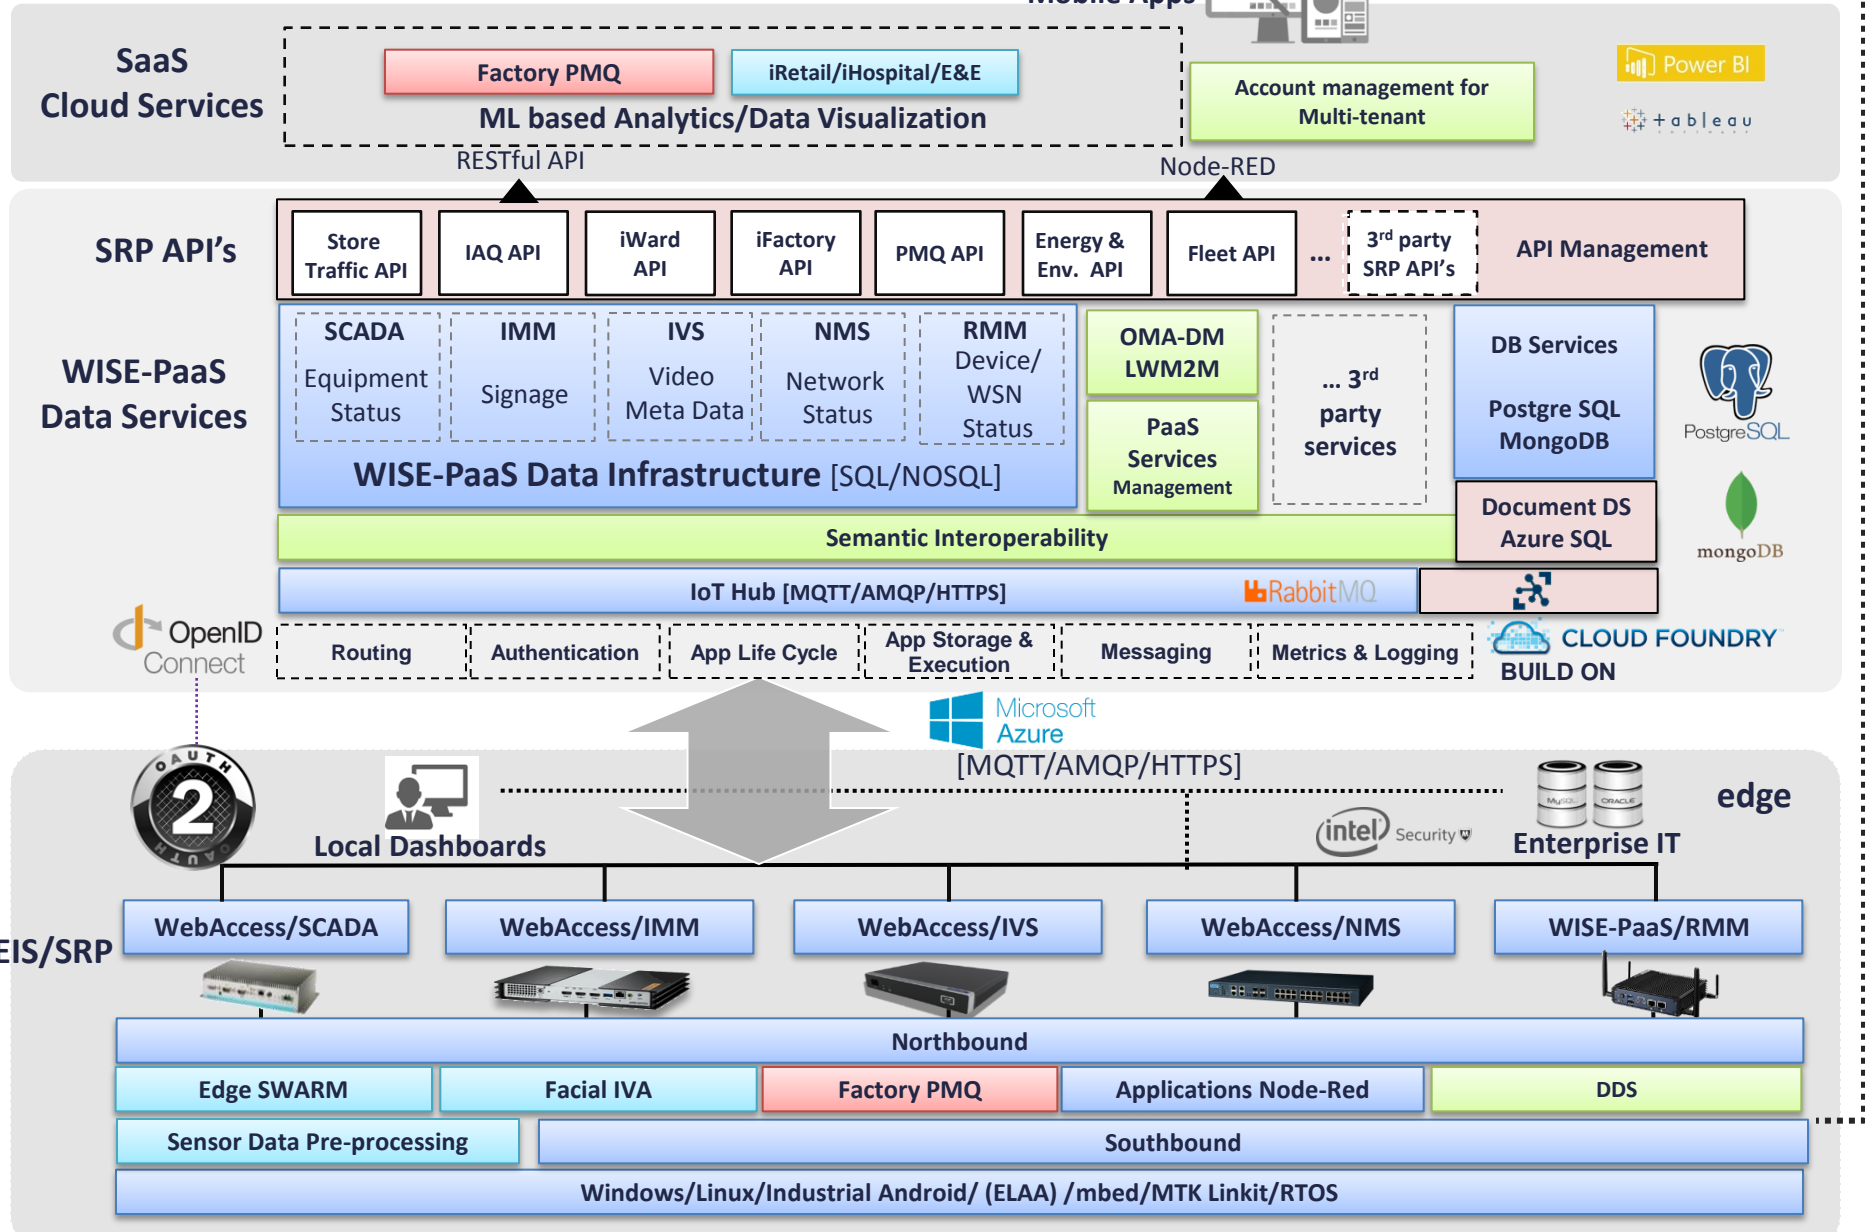 Mobile Apps
SaaS
Cloud Services
Factory PMQ
iRetail/iHospital/E&E
ML based Analytics/Data Visualization
Account management for
Multi-tenant
Power BI
+ableau
RESTful API
Node-RED
SRP API's
Store
Traffic API
IAQ API
iWard
API
iFactory
API
PMQ API
Energy &
Env. API
Fleet API
...
3rd party
SRP API's
API Management
WISE-PaaS
Data Services
SCADA
Equipment
Status
IMM
Signage
IVS
Video
Meta Data
NMS
Network
Status
RMM
Device/
WSN
Status
WISE-PaaS Data Infrastructure [SQL/NOSQL]
OMA-DM
LWM2M
PaaS
Services
Management
... 3rd
party
services
DB Services
Postgre SQL
MongoDB
PostgreSQL
Document DS
Azure SQL
mongoDB
Semantic Interoperability
IoT Hub [MQTT/AMQP/HTTPS]
RabbitMQ
OpenID
Connect
Routing
Authentication
App Life Cycle
App Storage &
Execution
Messaging
Metrics & Logging
CLOUD FOUNDRY
BUILD ON
Microsoft
Azure
[MQTT/AMQP/HTTPS]
OAUTH
2
OAUTH
Local Dashboards
intel Security
MySQL
ORACLE
Enterprise IT
edge
WebAccess/SCADA
WebAccess/IMM
WebAccess/IVS
WebAccess/NMS
WISE-PaaS/RMM
EIS/SRP
Northbound
Edge SWARM
Facial IVA
Factory PMQ
Applications Node-Red
DDS
Sensor Data Pre-processing
Southbound
Windows/Linux/Industrial Android/ (ELAA) /mbed/MTK Linkit/RTOS